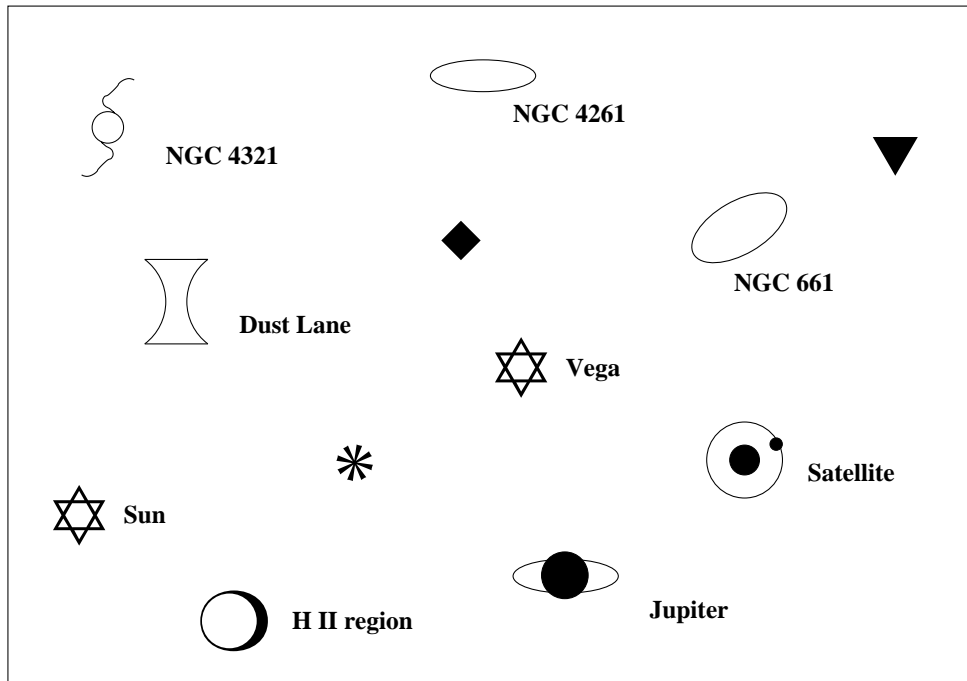 NGC 4261
NGC 4321
NGC 661
Dust Lane
Vega
Satellite
Sun
Jupiter
H II region